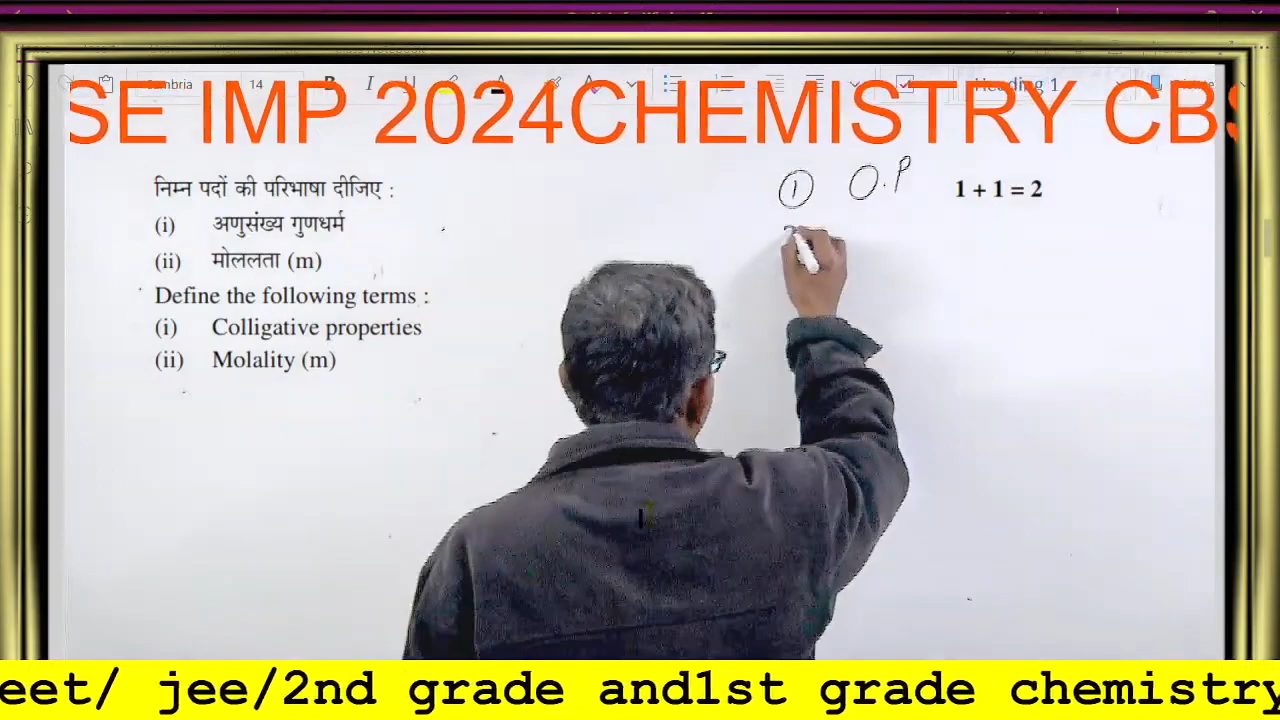 SE IMP 2024CHEMISTRY CBS
निम्न पदों की परिभाषा दीजिए :
(i) अणुसंख्य गुणधर्म
(ii) मोललता (m)
Define the following terms :
(i) Colligative properties
(ii) Molality (m)
① O.P
1 + 1 = 2
eet/ jee/2nd grade and1st grade chemistry